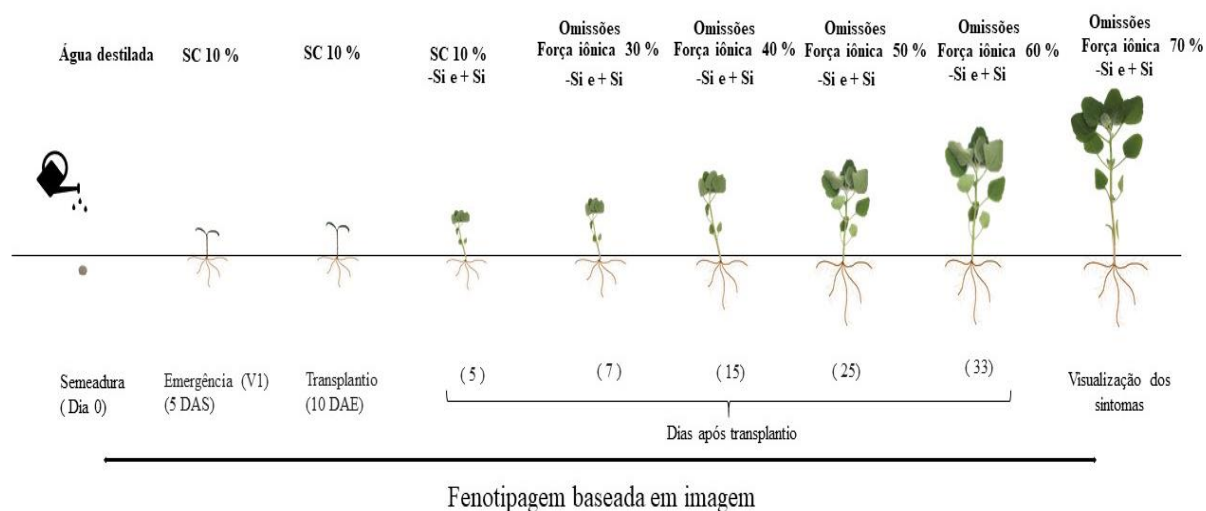 Água destilada
SC 10 %
SC 10 %
SC 10 %
-Si e + Si
Omissões
Força iônica 30 %
-Si e + Si
Omissões
Força iônica 40 %
-Si e + Si
Omissões
Força iônica 50 %
-Si e + Si
Omissões
Força iônica 60 %
-Si e + Si
Omissões
Força iônica 70 %
-Si e + Si
Semeadura
( Dia 0)
Emergência (V1)
(5 DAS)
Transplantio
(10 DAE)
( 5 )
( 7)
( 15)
( 25)
( 33)
Visualização dos
sintomas
Dias após transplantio
Fenotipagem baseada em imagem